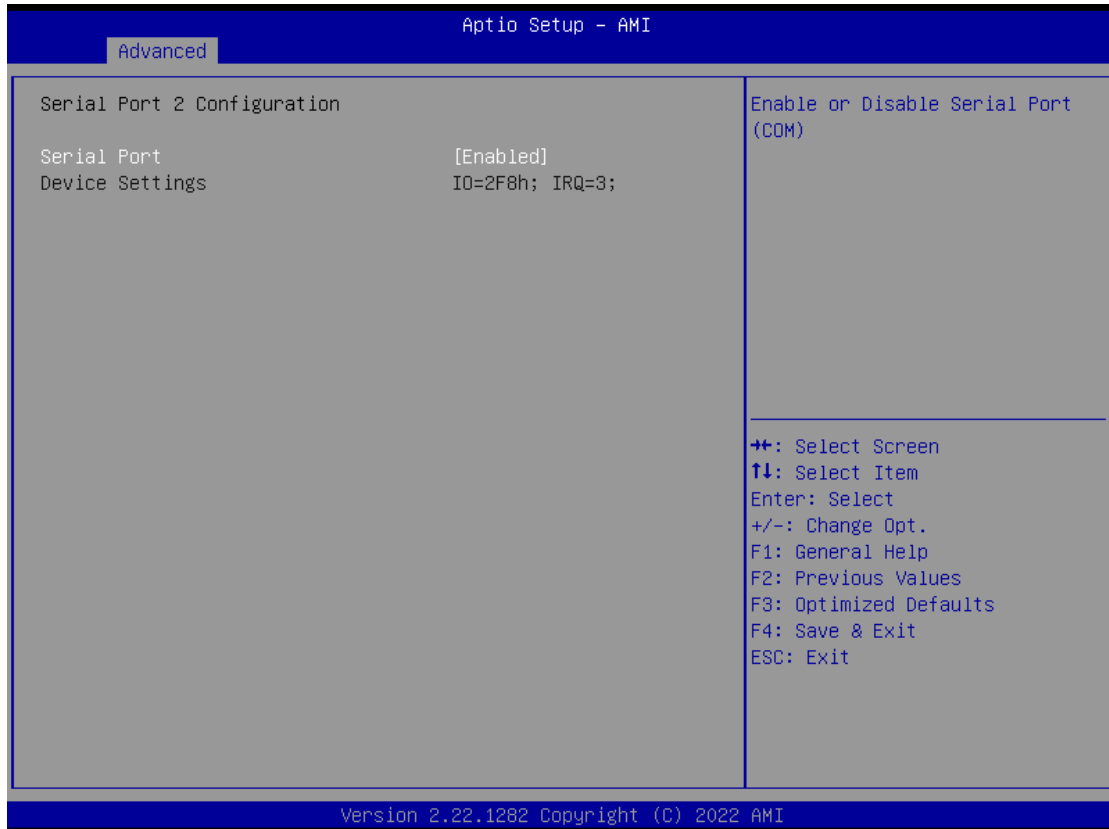 Aptio Setup – AMI
Advanced
Serial Port 2 Configuration
Serial Port [Enabled]
Device Settings IO=2F8h; IRQ=3;
Enable or Disable Serial Port
(COM)
→←: Select Screen
↑↓: Select Item
Enter: Select
+/-: Change Opt.
F1: General Help
F2: Previous Values
F3: Optimized Defaults
F4: Save & Exit
ESC: Exit
Version 2.22.1282 Copyright (C) 2022 AMI